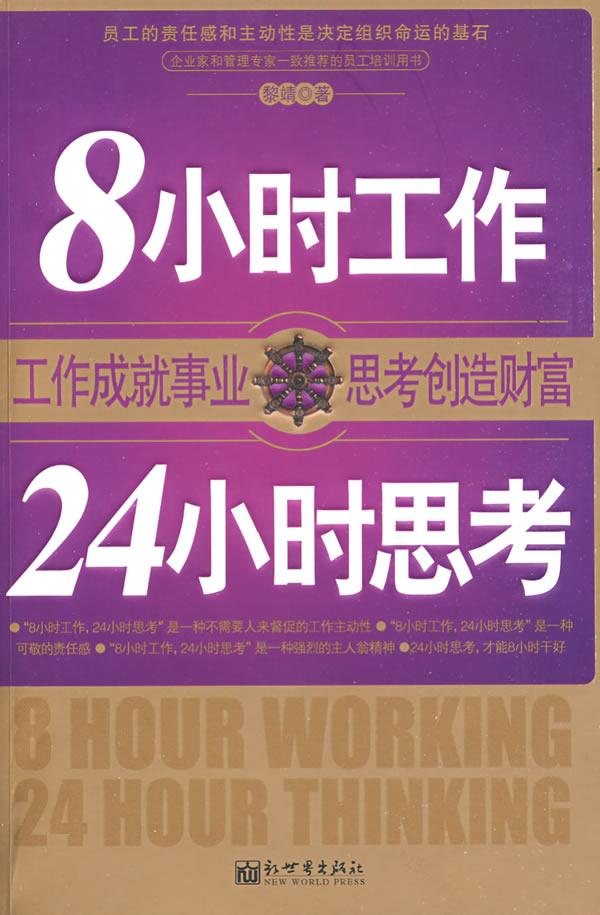 员工的责任感和主动性是决定组织命运的基石
企业家和管理专家一致推荐的员工培训用书
黎靖◎著
8小时工作
工作成就事业 思考创造财富
24小时思考
●“8小时工作，24小时思考”是一种不需要人来督促的工作主动性 ●“8小时工作，24小时思考”是一种
可敬的责任感 ●“8小时工作，24小时思考”是一种强烈的主人翁精神 ●24小时思考，才能8小时干好
8 HOUR WORKING
24 HOUR THINKING
新世界出版社
NEW WORLD PRESS